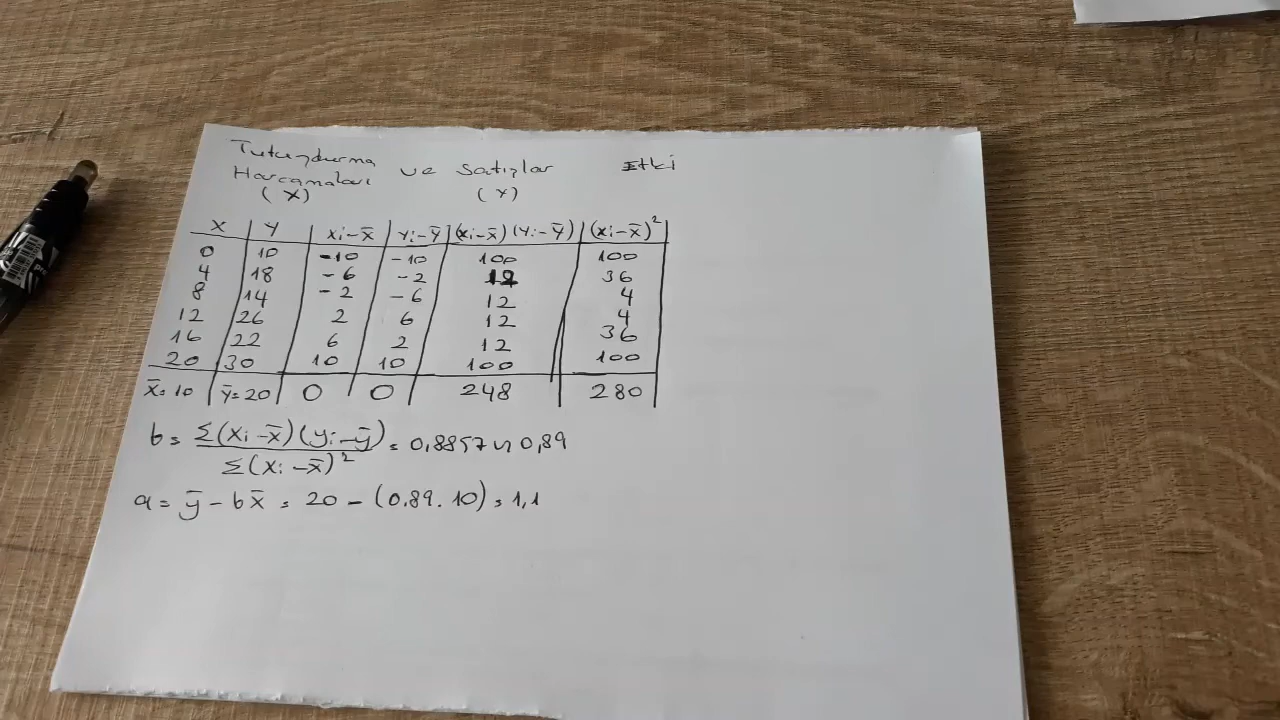 Tutundurma Harcamaları ve Satışlar Etki
(X) (Y)
X Y Xi-X̄ Yi-Ȳ (Xi-X̄)(Yi-Ȳ) (Xi-X̄)²
0 10 -10 -10 100 100
4 18 -6 -2 12 36
8 14 -2 -6 12 4
12 26 2 6 12 4
16 22 6 2 12 36
20 30 10 10 100 100
X̄=10 Ȳ=20 0 0 248 280
b = Σ(Xi-X̄)(yi-ȳ) / Σ(Xi-X̄)² = 0,8857 ∿ 0,89
a = ȳ - bx̄ = 20 - (0,89.10) = 1,1